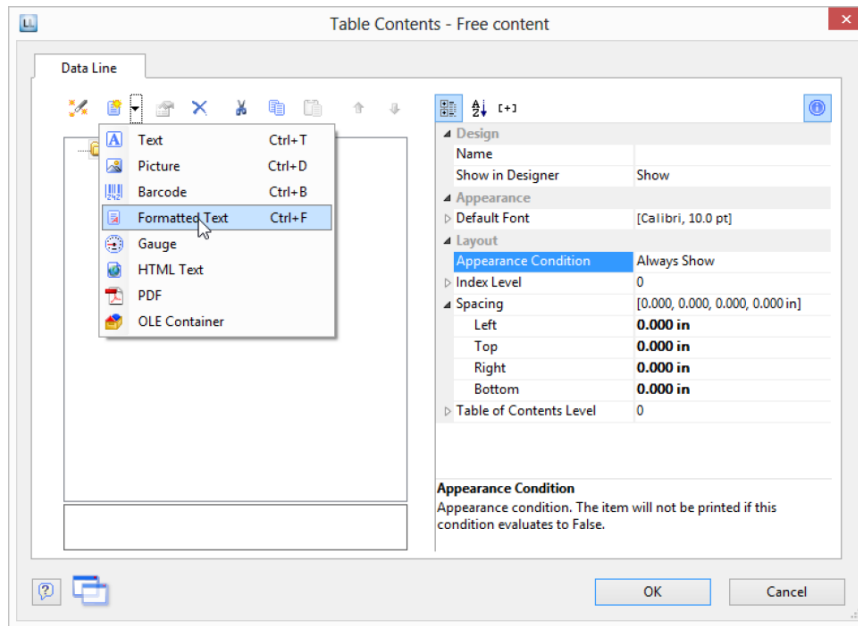 LL
Table Contents - Free content
Data Line
Text Ctrl+T
Picture Ctrl+D
Barcode Ctrl+B
Formatted Text Ctrl+F
Gauge
HTML Text
PDF
OLE Container
Design
Name
Show in Designer Show
Appearance
Default Font [Calibri, 10.0 pt]
Layout
Appearance Condition Always Show
Index Level 0
Spacing [0.000, 0.000, 0.000, 0.000 in]
Left 0.000 in
Top 0.000 in
Right 0.000 in
Bottom 0.000 in
Table of Contents Level 0
Appearance Condition
Appearance condition. The item will not be printed if this
condition evaluates to False.
OK Cancel